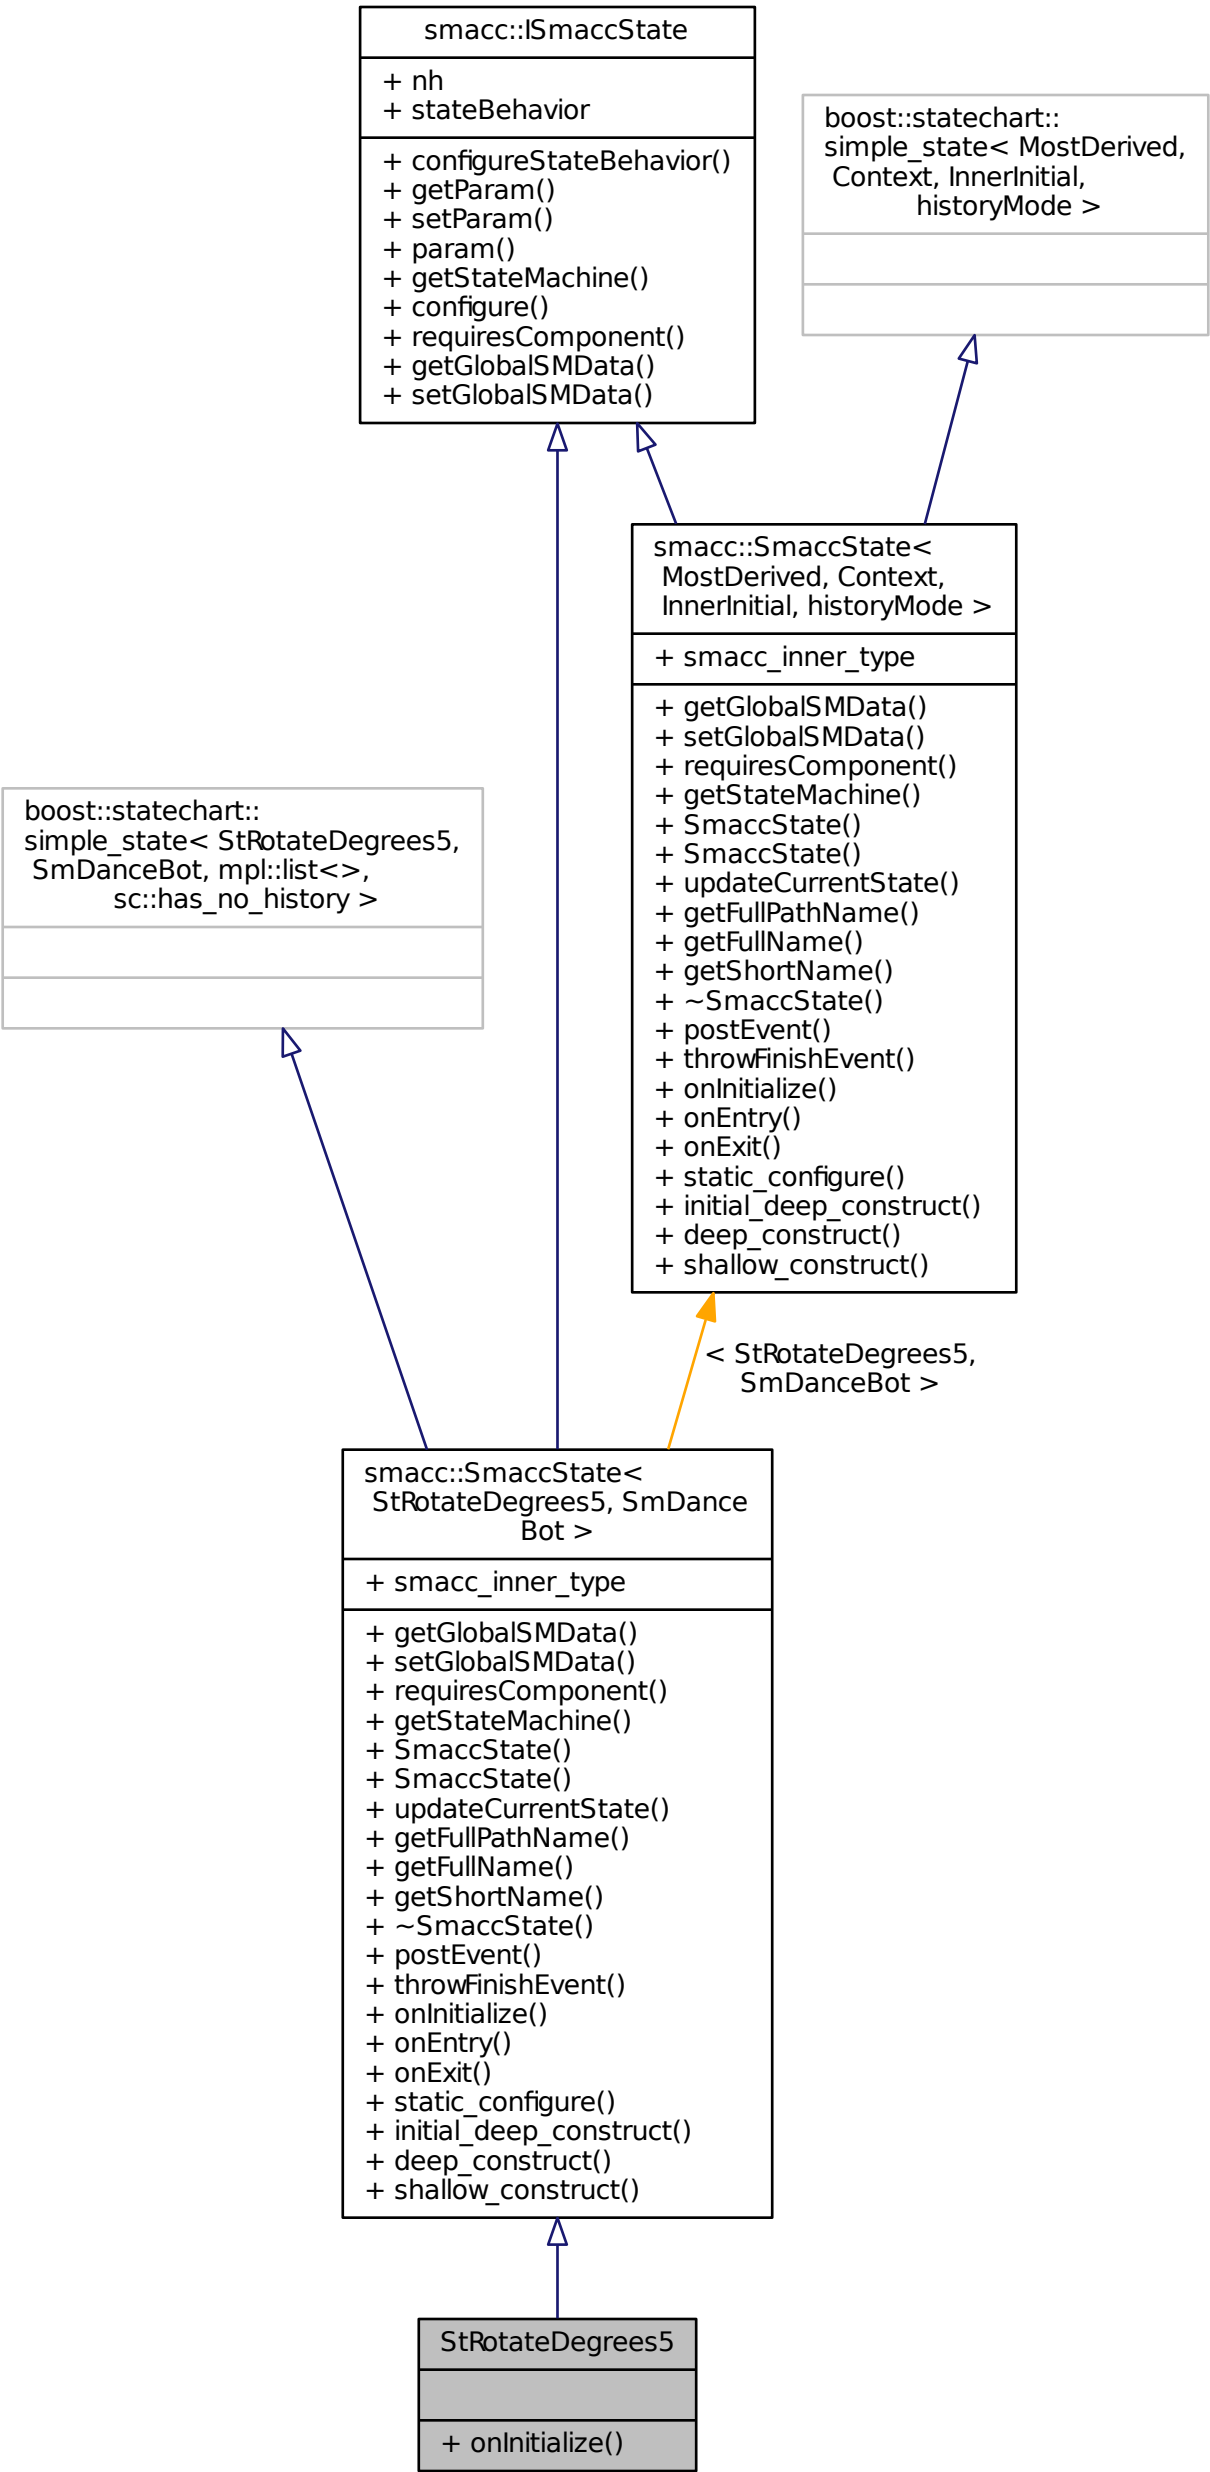 smacc::ISmaccState
+ nh
+ stateBehavior
+ configureStateBehavior()
+ getParam()
+ setParam()
+ param()
+ getStateMachine()
+ configure()
+ requiresComponent()
+ getGlobalSMData()
+ setGlobalSMData()
boost::statechart::
simple_state< MostDerived,
Context, InnerInitial,
historyMode >
smacc::SmaccState<
MostDerived, Context,
InnerInitial, historyMode >
+ smacc_inner_type
+ getGlobalSMData()
+ setGlobalSMData()
+ requiresComponent()
+ getStateMachine()
+ SmaccState()
+ SmaccState()
+ updateCurrentState()
+ getFullPathName()
+ getFullName()
+ getShortName()
+ ~SmaccState()
+ postEvent()
+ throwFinishEvent()
+ onInitialize()
+ onEntry()
+ onExit()
+ static_configure()
+ initial_deep_construct()
+ deep_construct()
+ shallow_construct()
boost::statechart::
simple_state< StRotateDegrees5,
SmDanceBot, mpl::list<>,
sc::has_no_history >
< StRotateDegrees5,
SmDanceBot >
smacc::SmaccState<
StRotateDegrees5, SmDance
Bot >
+ smacc_inner_type
+ getGlobalSMData()
+ setGlobalSMData()
+ requiresComponent()
+ getStateMachine()
+ SmaccState()
+ SmaccState()
+ updateCurrentState()
+ getFullPathName()
+ getFullName()
+ getShortName()
+ ~SmaccState()
+ postEvent()
+ throwFinishEvent()
+ onInitialize()
+ onEntry()
+ onExit()
+ static_configure()
+ initial_deep_construct()
+ deep_construct()
+ shallow_construct()
StRotateDegrees5
+ onInitialize()